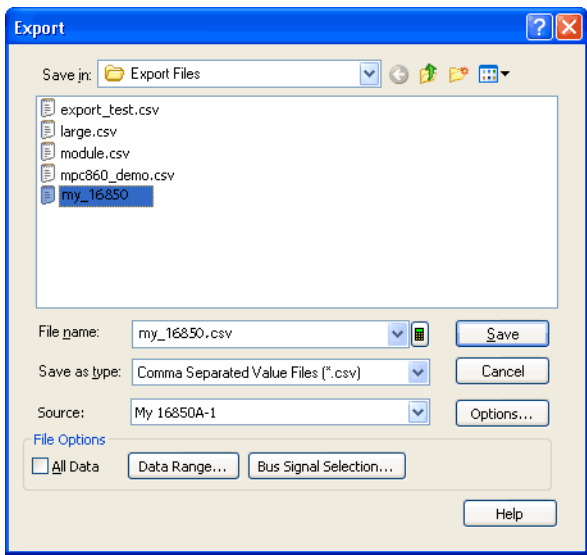 Export
Save in: Export Files
export_test.csv
large.csv
module.csv
mpc860_demo.csv
my_16850
File name: my_16850.csv Save
Save as type: Comma Separated Value Files (*.csv) Cancel
Source: My 16850A-1 Options...
File Options
All Data Data Range... Bus Signal Selection...
Help